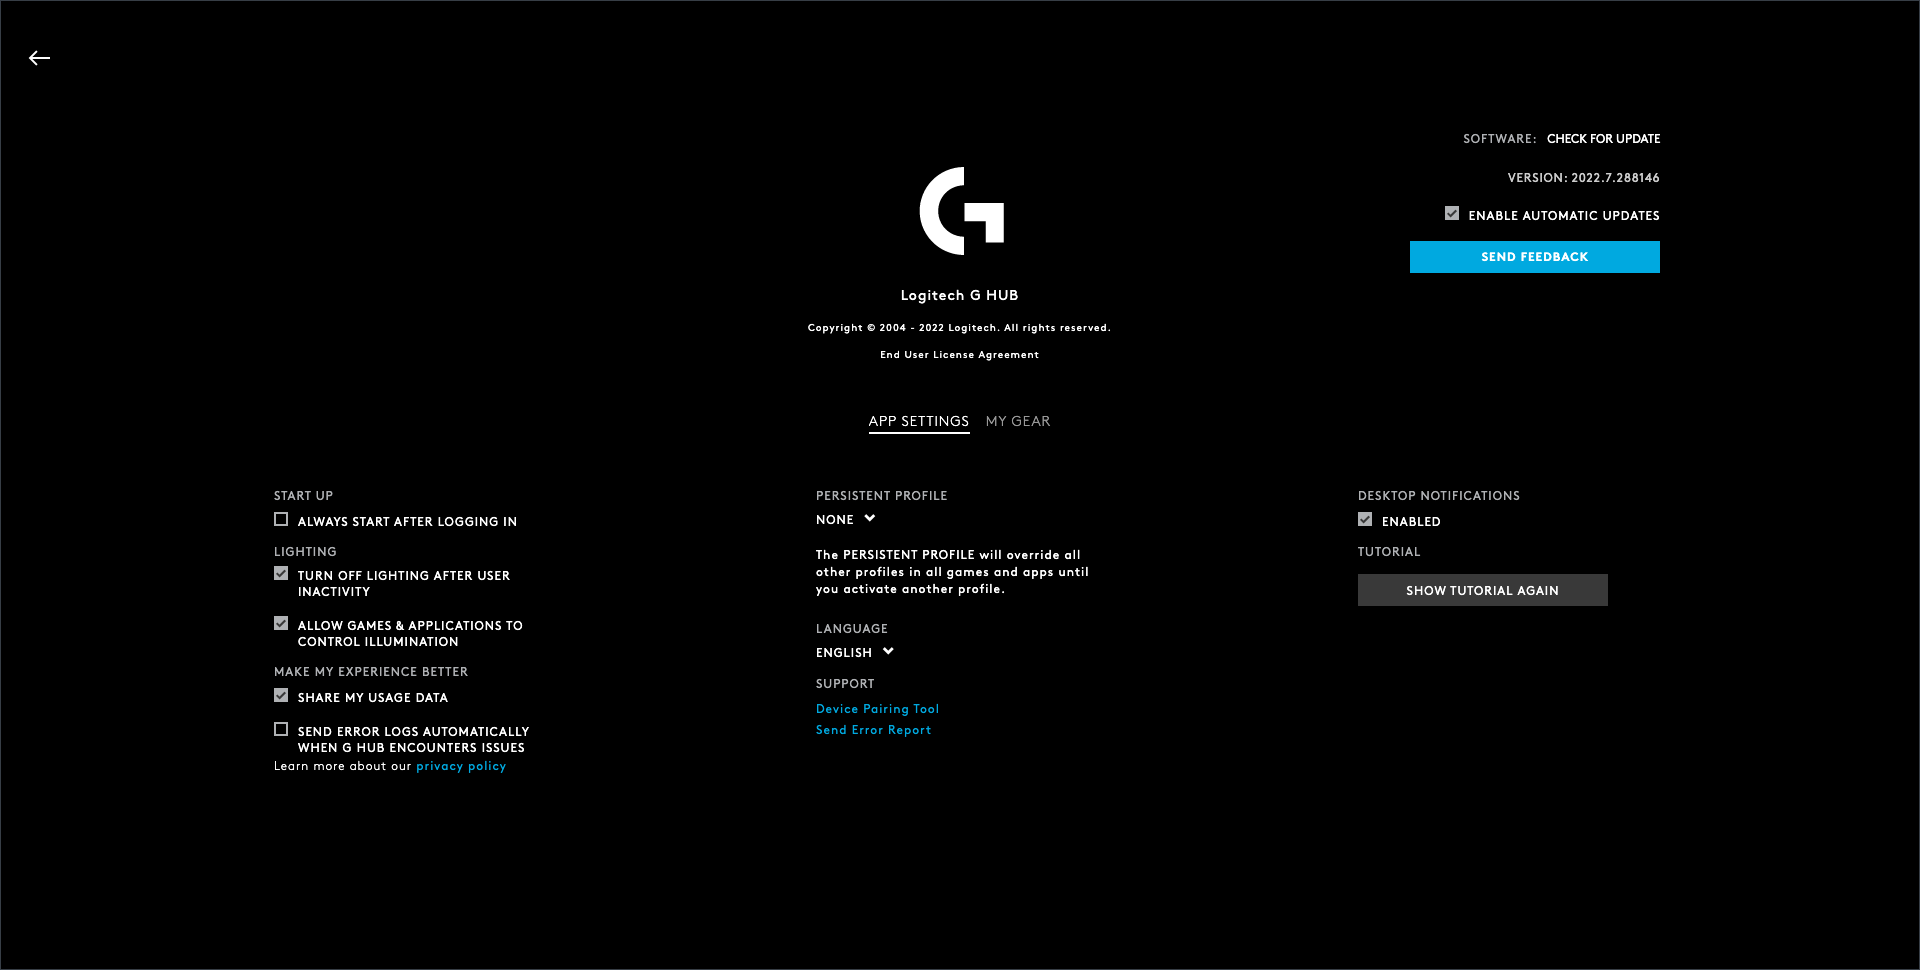 SOFTWARE: CHECK FOR UPDATE
VERSION: 2022.7.288146
ENABLE AUTOMATIC UPDATES
SEND FEEDBACK
Logitech G HUB
Copyright © 2004 - 2022 Logitech. All rights reserved.
End User License Agreement
APP SETTINGS MY GEAR
START UP
ALWAYS START AFTER LOGGING IN
LIGHTING
TURN OFF LIGHTING AFTER USER
INACTIVITY
ALLOW GAMES & APPLICATIONS TO
CONTROL ILLUMINATION
MAKE MY EXPERIENCE BETTER
SHARE MY USAGE DATA
SEND ERROR LOGS AUTOMATICALLY
WHEN G HUB ENCOUNTERS ISSUES
Learn more about our privacy policy
PERSISTENT PROFILE
NONE
The PERSISTENT PROFILE will override all
other profiles in all games and apps until
you activate another profile.
LANGUAGE
ENGLISH
SUPPORT
Device Pairing Tool
Send Error Report
DESKTOP NOTIFICATIONS
ENABLED
TUTORIAL
SHOW TUTORIAL AGAIN